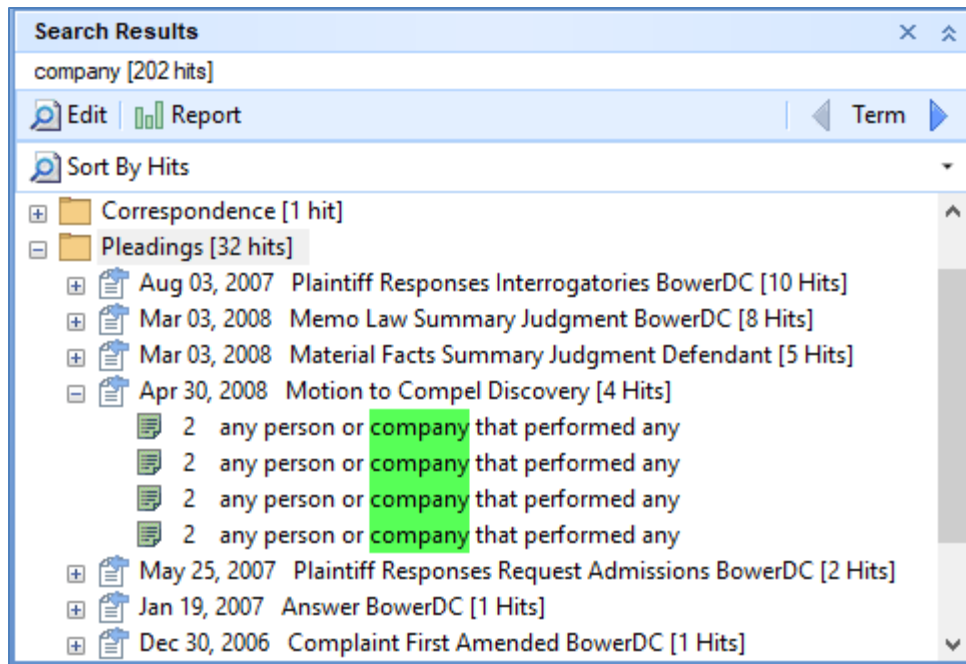 Search Results
company [202 hits]
Edit Report Term
Sort By Hits
Correspondence [1 hit]
Pleadings [32 hits]
Aug 03, 2007 Plaintiff Responses Interrogatories BowerDC [10 Hits]
Mar 03, 2008 Memo Law Summary Judgment BowerDC [8 Hits]
Mar 03, 2008 Material Facts Summary Judgment Defendant [5 Hits]
Apr 30, 2008 Motion to Compel Discovery [4 Hits]
2 any person or company that performed any
2 any person or company that performed any
2 any person or company that performed any
2 any person or company that performed any
May 25, 2007 Plaintiff Responses Request Admissions BowerDC [2 Hits]
Jan 19, 2007 Answer BowerDC [1 Hits]
Dec 30, 2006 Complaint First Amended BowerDC [1 Hits]